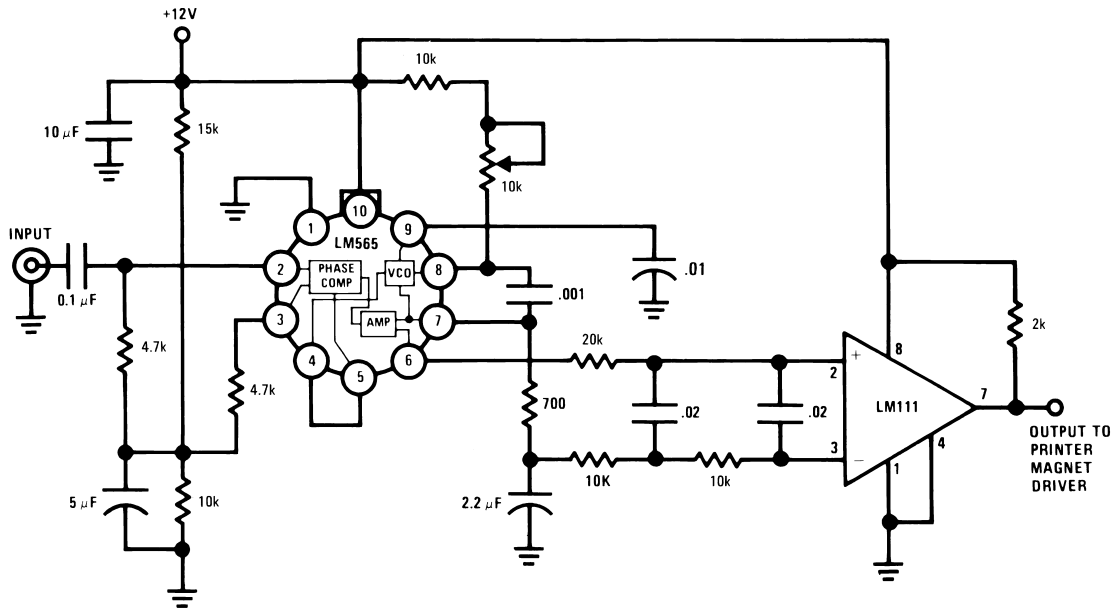 +12V
10k
10 μF
15k
10k
INPUT
0.1 μF
1
10
9
LM565
2
PHASE
COMP
VCO
8
.001
.01
3
AMP
7
4
5
6
4.7k
4.7k
5 μF
10k
20k
700
.02
.02
10K
10k
2.2 μF
2k
8
+
2
LM111
7
3
−
1
4
OUTPUT TO
PRINTER
MAGNET
DRIVER